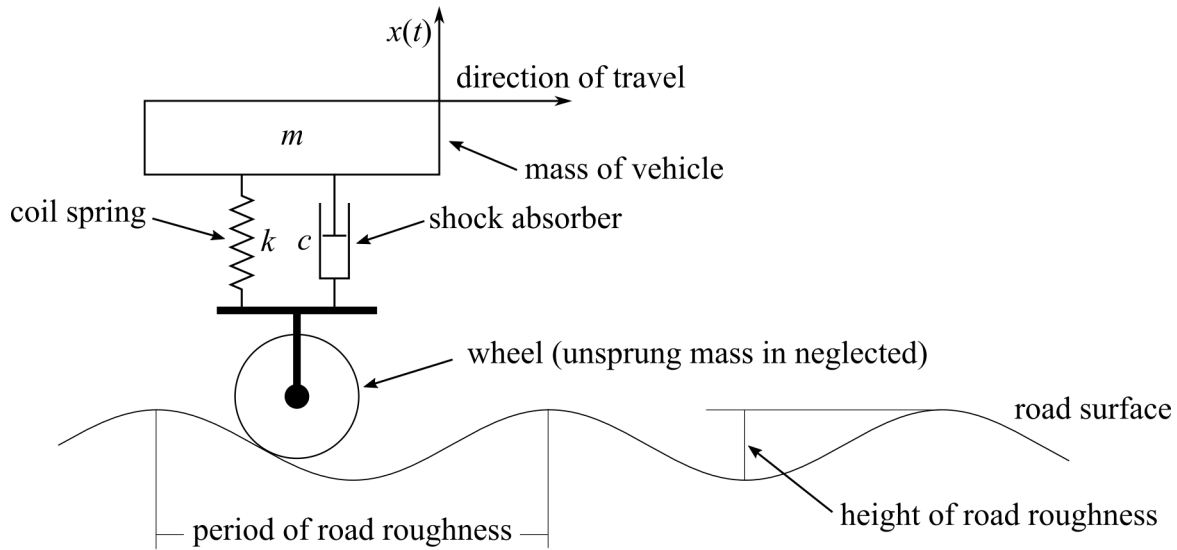 x(t)
direction of travel
m
mass of vehicle
coil spring
k
c
shock absorber
wheel (unsprung mass in neglected)
road surface
height of road roughness
period of road roughness